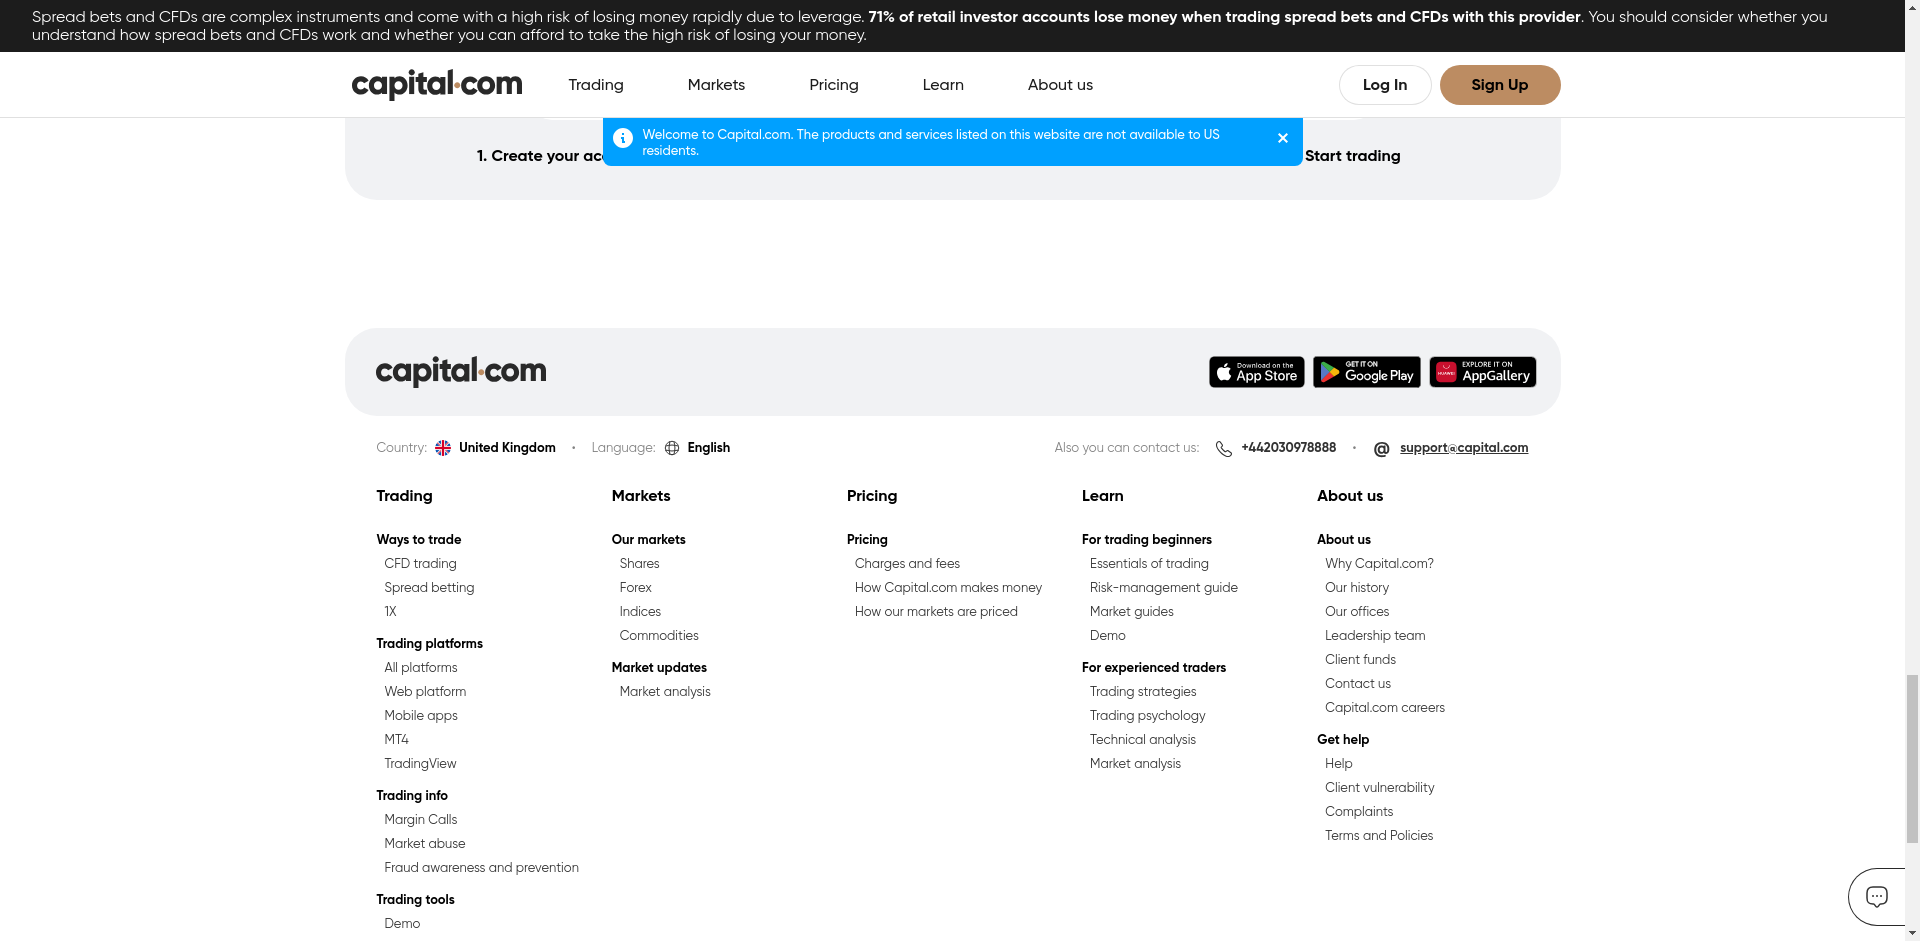 Spread bets and CFDs are complex instruments and come with a high risk of losing money rapidly due to leverage. 71% of retail investor accounts lose money when trading spread bets and CFDs with this provider. You should consider whether you
understand how spread bets and CFDs work and whether you can afford to take the high risk of losing your money.
capital.com
Trading
Markets
Pricing
Learn
About us
Log In
Sign Up
Welcome to Capital.com. The products and services listed on this website are not available to US
residents.
1. Create your acc
Start trading
capital.com
Download on the
App Store
GET IT ON
Google Play
HUAWEI
EXPLORE IT ON
AppGallery
Country: United Kingdom • Language: English
Also you can contact us: +442030978888 • @ support@capital.com
Trading
Ways to trade
CFD trading
Spread betting
1X
Trading platforms
All platforms
Web platform
Mobile apps
MT4
TradingView
Trading info
Margin Calls
Market abuse
Fraud awareness and prevention
Trading tools
Demo
Markets
Our markets
Shares
Forex
Indices
Commodities
Market updates
Market analysis
Pricing
Pricing
Charges and fees
How Capital.com makes money
How our markets are priced
Learn
For trading beginners
Essentials of trading
Risk-management guide
Market guides
Demo
For experienced traders
Trading strategies
Trading psychology
Technical analysis
Market analysis
About us
About us
Why Capital.com?
Our history
Our offices
Leadership team
Client funds
Contact us
Capital.com careers
Get help
Help
Client vulnerability
Complaints
Terms and Policies